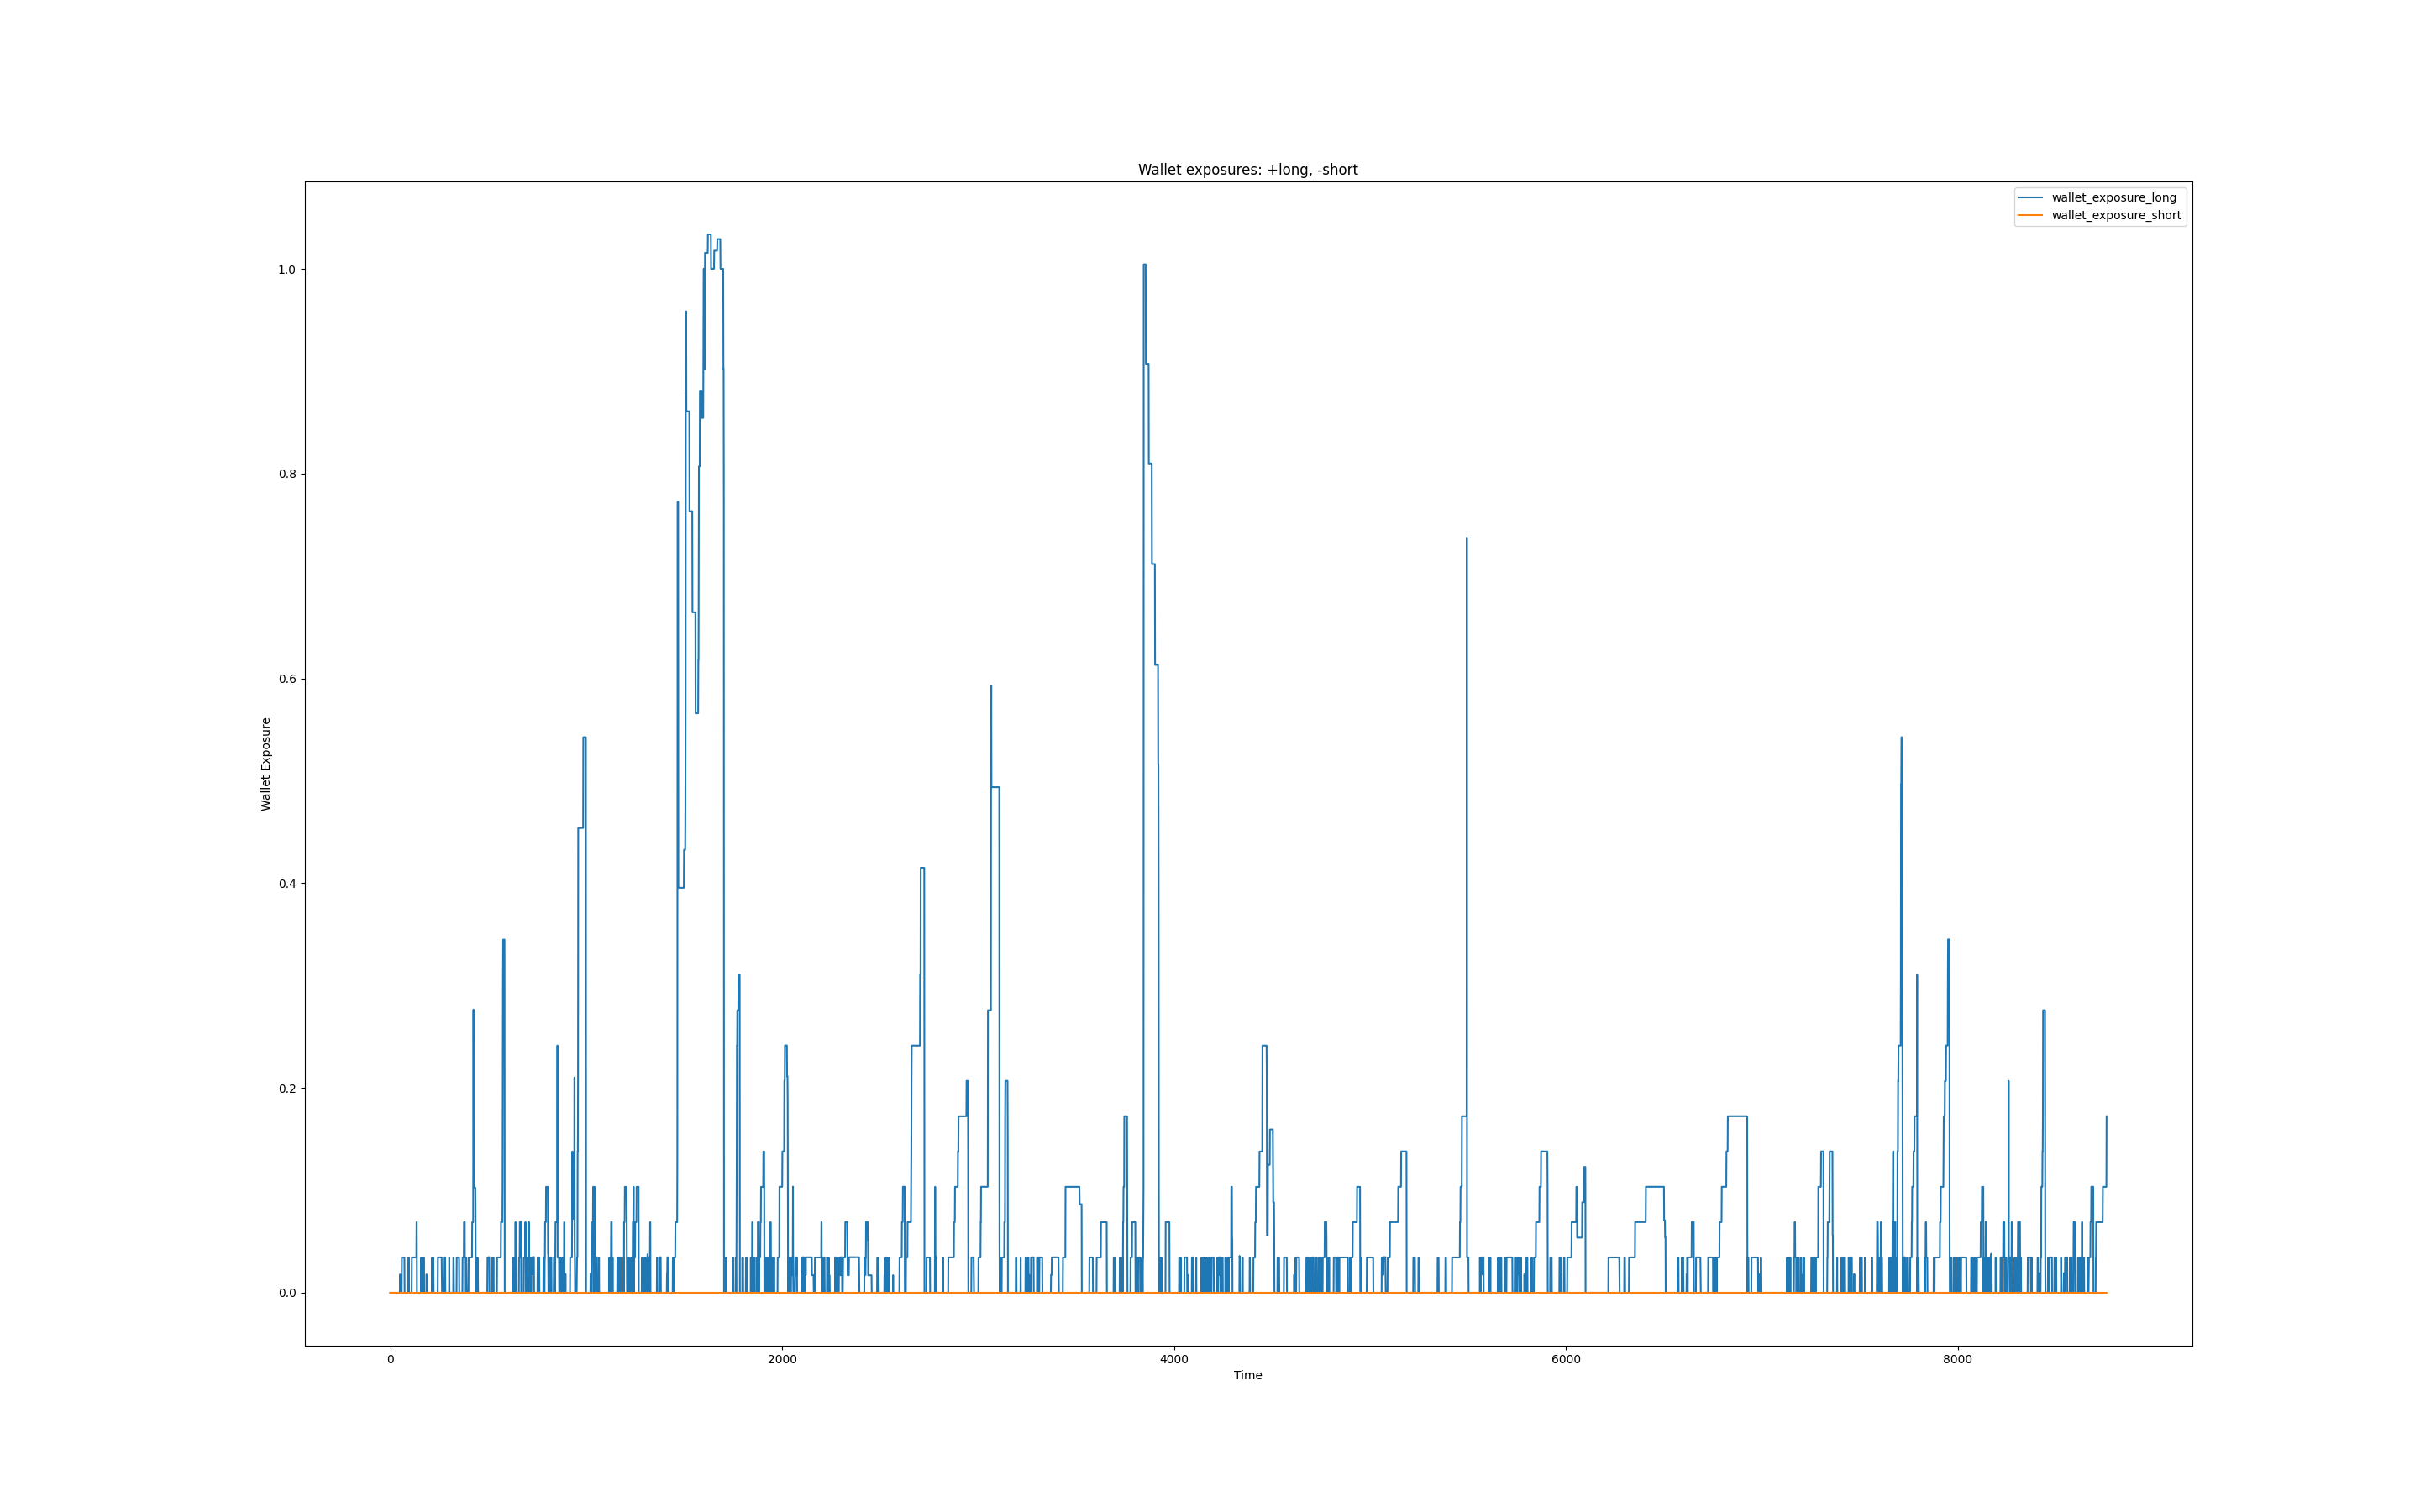 Wallet exposures: +long, -short
wallet_exposure_long
wallet_exposure_short
1.0
0.8
0.6
0.4
0.2
0.0
Wallet Exposure
0 2000 4000 6000 8000
Time